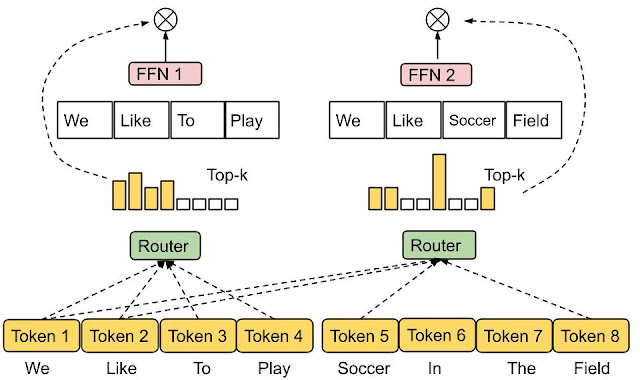 FFN 1
FFN 2
We Like To Play
We Like Soccer Field
Top-k
Top-k
Router
Router
Token 1 Token 2 Token 3 Token 4 Token 5 Token 6 Token 7 Token 8
We Like To Play Soccer In The Field